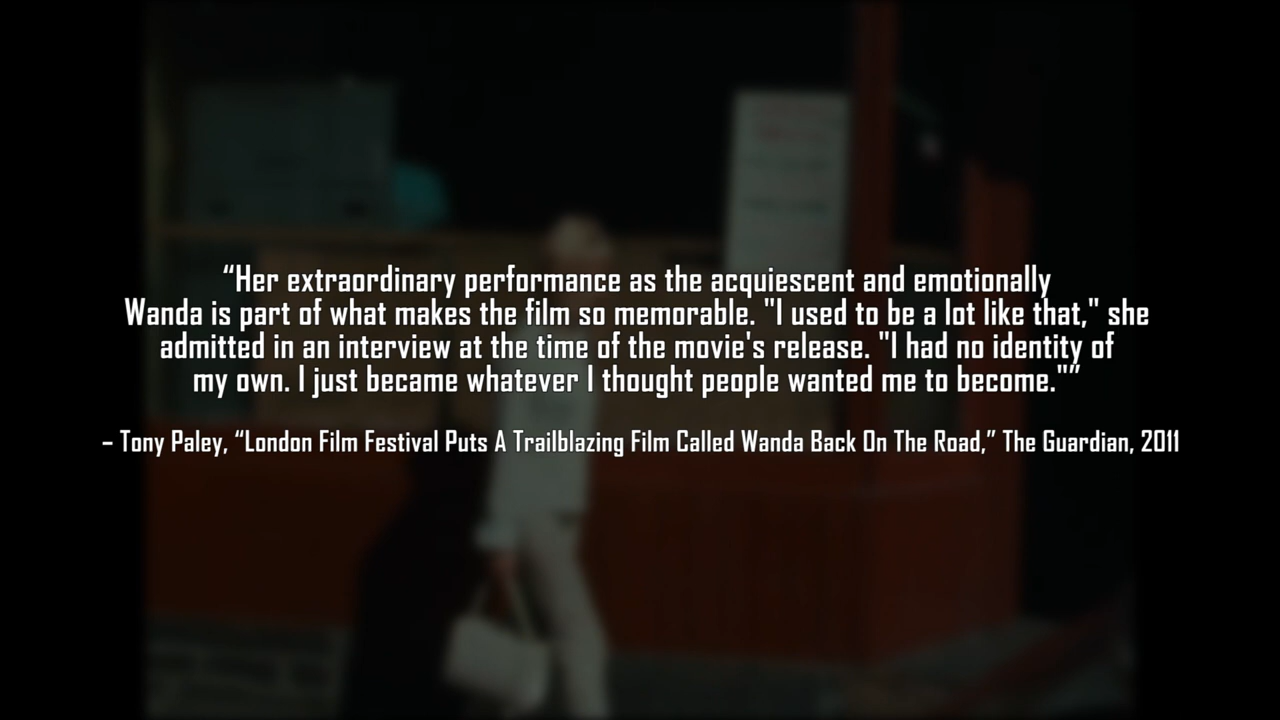 “Her extraordinary performance as the acquiescent and emotionally
Wanda is part of what makes the film so memorable. "I used to be a lot like that," she
admitted in an interview at the time of the movie's release. "I had no identity of
my own. I just became whatever I thought people wanted me to become."”
– Tony Paley, “London Film Festival Puts A Trailblazing Film Called Wanda Back On The Road,” The Guardian, 2011